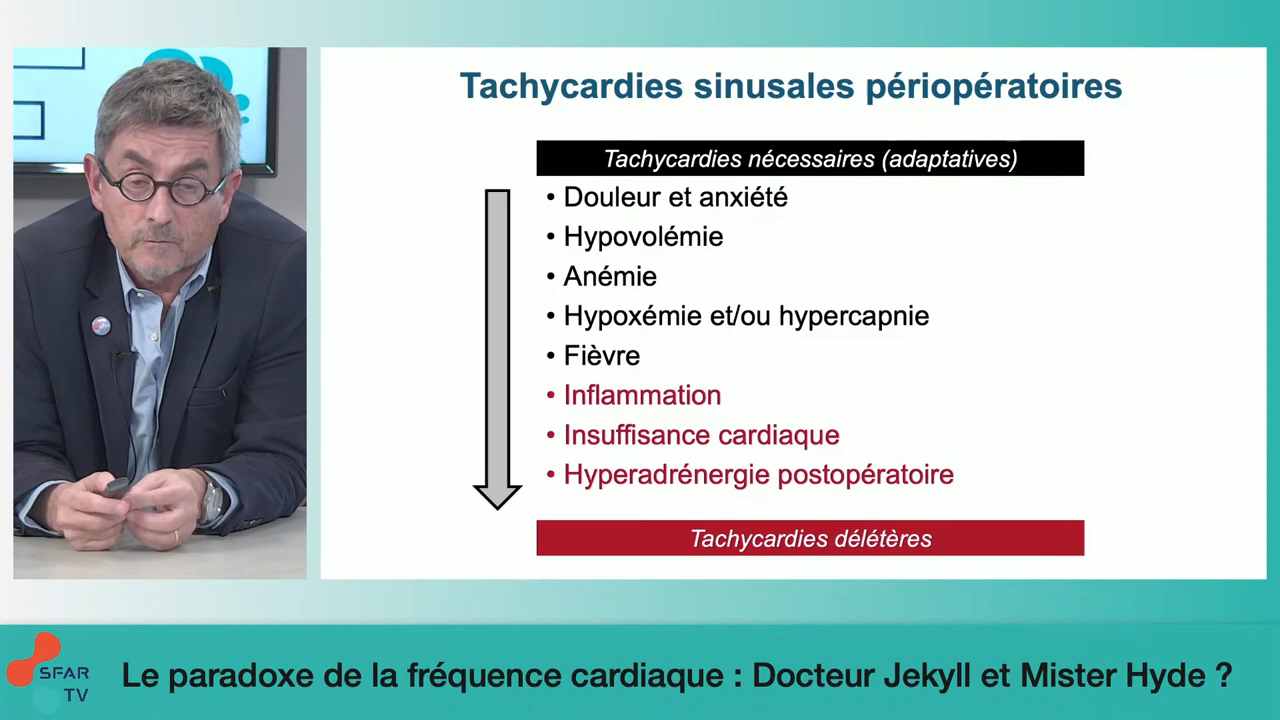 Tachycardies sinusales périopératoires
Tachycardies nécessaires (adaptatives)
• Douleur et anxiété
• Hypovolémie
• Anémie
• Hypoxémie et/ou hypercapnie
• Fièvre
• Inflammation
• Insuffisance cardiaque
• Hyperadrénergie postopératoire
Tachycardies délétères
SFAR
TV
Le paradoxe de la fréquence cardiaque : Docteur Jekyll et Mister Hyde ?